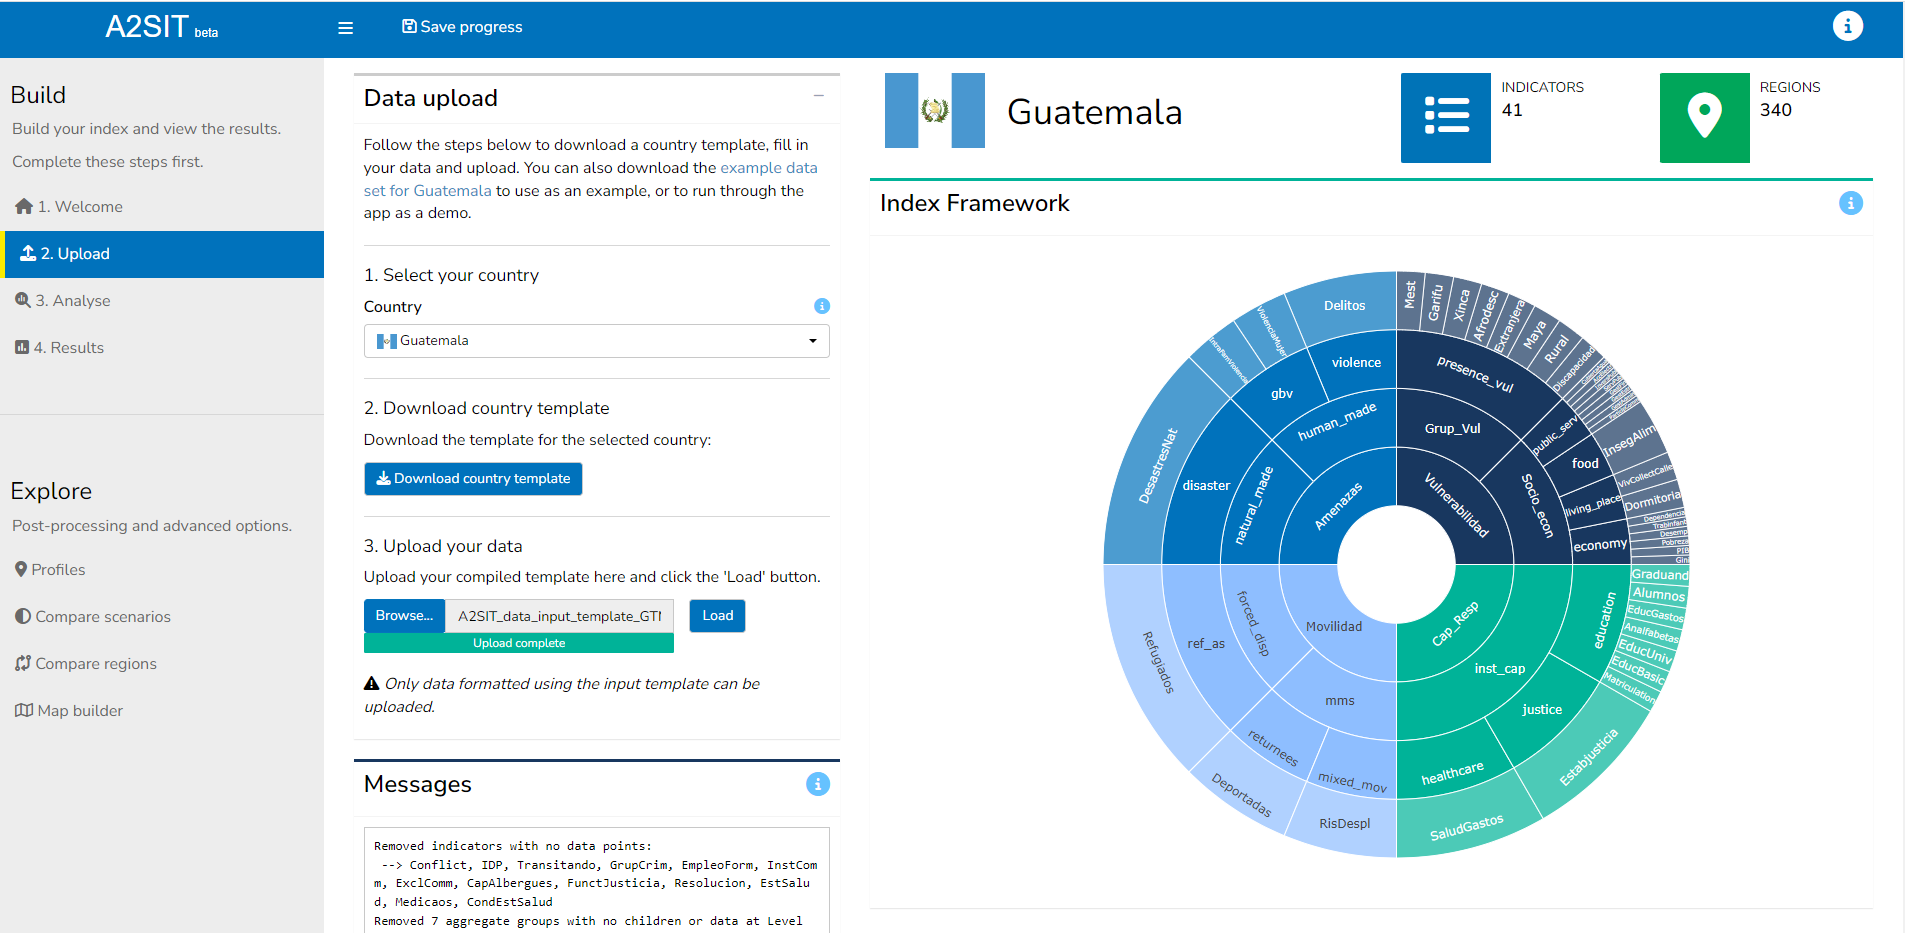 A2SIT beta
Save progress
Build
Build your index and view the results.
Complete these steps first.
1. Welcome
2. Upload
3. Analyse
4. Results
Explore
Post-processing and advanced options.
Profiles
Compare scenarios
Compare regions
Map builder
Data upload
Follow the steps below to download a country template, fill in
your data and upload. You can also download the example data
set for Guatemala to use as an example, or to run through the
app as a demo.
1. Select your country
Country
Guatemala
2. Download country template
Download the template for the selected country:
Download country template
3. Upload your data
Upload your compiled template here and click the 'Load' button.
Browse... A2SIT_data_input_template_GTM Load
Upload complete
Only data formatted using the input template can be
uploaded.
Messages
Removed indicators with no data points:
--> Conflict, IDP, Transitando, GrupCrim, EmpleoForm, InstCom
m, ExclComm, CapAlbergues, FunctJusticia, Resolucion, EstSalu
d, Medicaos, CondEstSalud
Removed 7 aggregate groups with no children or data at Level
Guatemala
INDICATORS
41
REGIONS
340
Index Framework
Amenazas
Vulnerabilidad
Cap_Resp
Movilidad
human_made
natural_made
Grup_Vul
Socio_econ
inst_cap
mms
forced_disp
violence
gbv
disaster
presence_vul
public_serv
food
living_place
economy
education
justice
healthcare
mixed_mov
returnees
ref_as
Delitos
ViolenciaMujer
IntrafamViolencia
DesastresNat
Mest
Garifu
Xinca
Afrodesc
Extranjera
Maya
Rural
Discapacidad
InsegAlim
VivCollectCalle
Dormitoria
Dependencia
TrabInfant
Desemp
Pobreza
PIB
Gini
Graduand
Alumnos
EducGastos
Analfabetas
EducUniv
EducBasic
Matriculation
Estabjusticia
SaludGastos
RisDespl
Deportadas
Refugiados